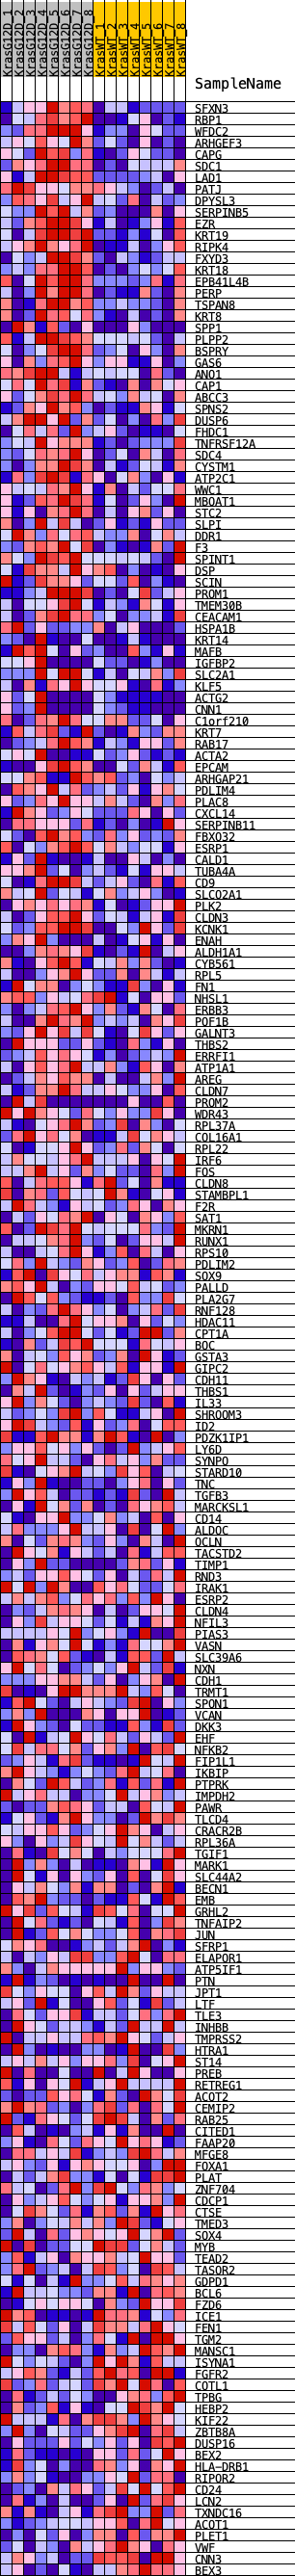 KrasG12D_1
KrasG12D_2
KrasG12D_3
KrasG12D_4
KrasG12D_5
KrasG12D_6
KrasG12D_7
KrasG12D_8
KrasWT_1
KrasWT_2
KrasWT_3
KrasWT_4
KrasWT_5
KrasWT_6
KrasWT_7
KrasWT_8
SampleName
SFXN3
RBP1
WFDC2
ARHGEF3
CAPG
SDC1
LAD1
PATJ
DPYSL3
SERPINB5
EZR
KRT19
RIPK4
FXYD3
KRT18
EPB41L4B
PERP
TSPAN8
KRT8
SPP1
PLPP2
BSPRY
GAS6
ANO1
CAP1
ABCC3
SPNS2
DUSP6
FHDC1
TNFRSF12A
SDC4
CYSTM1
ATP2C1
WWC1
MBOAT1
STC2
SLPI
DDR1
F3
SPINT1
DSP
SCIN
PROM1
TMEM30B
CEACAM1
HSPA1B
KRT14
MAFB
IGFBP2
SLC2A1
KLF5
ACTG2
CNN1
C1orf210
KRT7
RAB17
ACTA2
EPCAM
ARHGAP21
PDLIM4
PLAC8
CXCL14
SERPINB11
FBXO32
ESRP1
CALD1
TUBA4A
CD9
SLCO2A1
PLK2
CLDN3
KCNK1
ENAH
ALDH1A1
CYB561
RPL5
FN1
NHSL1
ERBB3
POF1B
GALNT3
THBS2
ERRFI1
ATP1A1
AREG
CLDN7
PROM2
WDR43
RPL37A
COL16A1
RPL22
IRF6
FOS
CLDN8
STAMBPL1
F2R
SAT1
MKRN1
RUNX1
RPS10
PDLIM2
SOX9
PALLD
PLA2G7
RNF128
HDAC11
CPT1A
BOC
GSTA3
GIPC2
CDH11
THBS1
IL33
SHROOM3
ID2
PDZK1IP1
LY6D
SYNPO
STARD10
TNC
TGFB3
MARCKSL1
CD14
ALDOC
OCLN
TACSTD2
TIMP1
RND3
IRAK1
ESRP2
CLDN4
NFIL3
PIAS3
VASN
SLC39A6
NXN
CDH1
TRMT1
SPON1
VCAN
DKK3
EHF
NFKB2
FIP1L1
IKBIP
PTPRK
IMPDH2
PAWR
TLCD4
CRACR2B
RPL36A
TGIF1
MARK1
SLC44A2
BECN1
EMB
GRHL2
TNFAIP2
JUN
SFRP1
ELAPOR1
ATP5IF1
PTN
JPT1
LTF
TLE3
INHBB
TMPRSS2
HTRA1
ST14
PREB
RETREG1
ACOT2
CEMIP2
RAB25
CITED1
FAAP20
MFGE8
FOXA1
PLAT
ZNF704
CDCP1
CTSE
TMED3
SOX4
MYB
TEAD2
TASOR2
GDPD1
BCL6
FZD6
ICE1
FEN1
TGM2
MANSC1
ISYNA1
FGFR2
COTL1
TPBG
HEBP2
KIF22
ZBTB8A
DUSP16
BEX2
HLA-DRB1
RIPOR2
CD24
LCN2
TXNDC16
ACOT1
PLET1
VWF
CNN3
BEX3